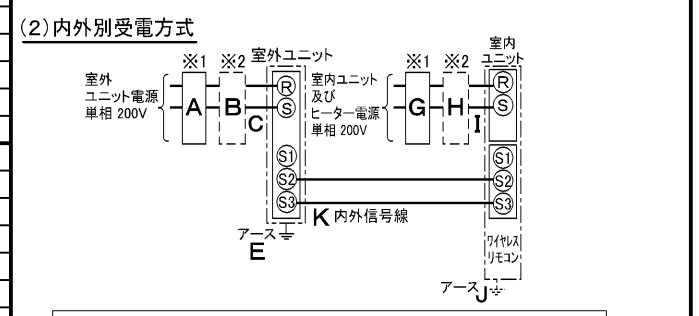 (2)内外別受電方式
※1
※2
室外ユニット
※1
※2
室内
ユニット
室外
ユニット電源
単相 200V
A
B
C
R
S
室内ユニット
及び
ヒーター電源
単相 200V
G
H
I
R
S
S1
S2
S3
S1
S2
S3
K 内外信号線
アース
E
ワイヤレス
リモコン
アース J